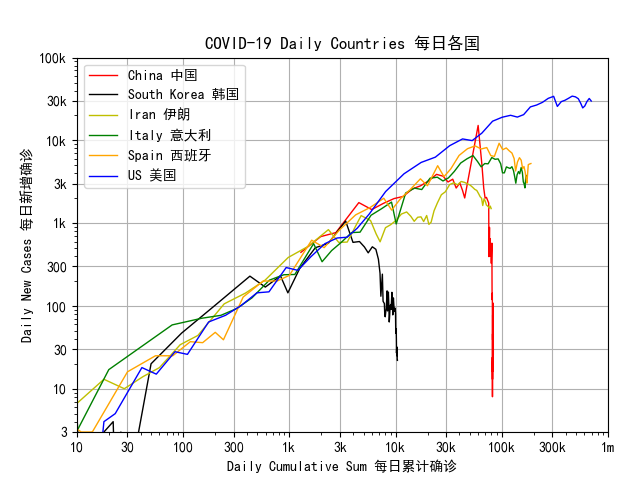 COVID-19 Daily Countries 每日各国
100k
30k
10k
3k
1k
300
100
30
10
3
Daily New Cases 每日新增确诊
China 中国
South Korea 韩国
Iran 伊朗
Italy 意大利
Spain 西班牙
US 美国
10 30 100 300 1k 3k 10k 30k 100k 300k 1m
Daily Cumulative Sum 每日累计确诊